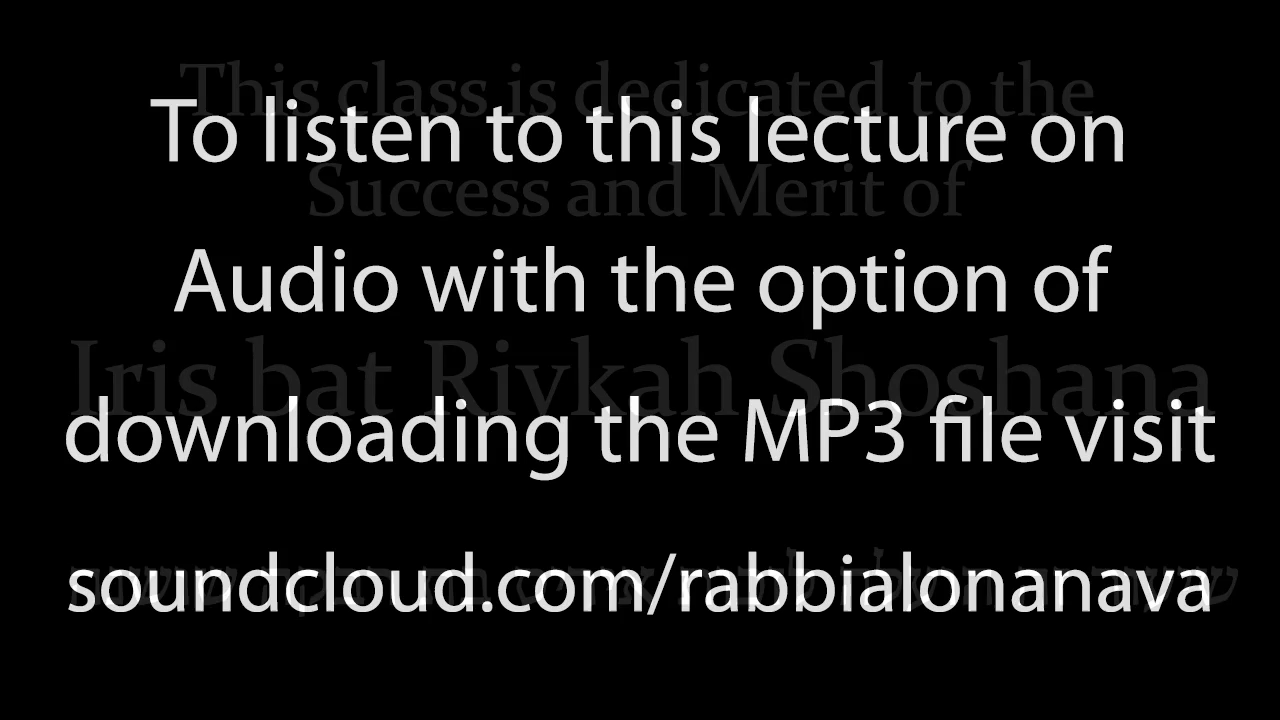 This class is dedicated to the
To listen to this lecture on
Success and Merit of
Audio with the option of
Iris bat Rivkah Shoshana
downloading the MP3 file visit
soundcloud.com/rabbialonanava